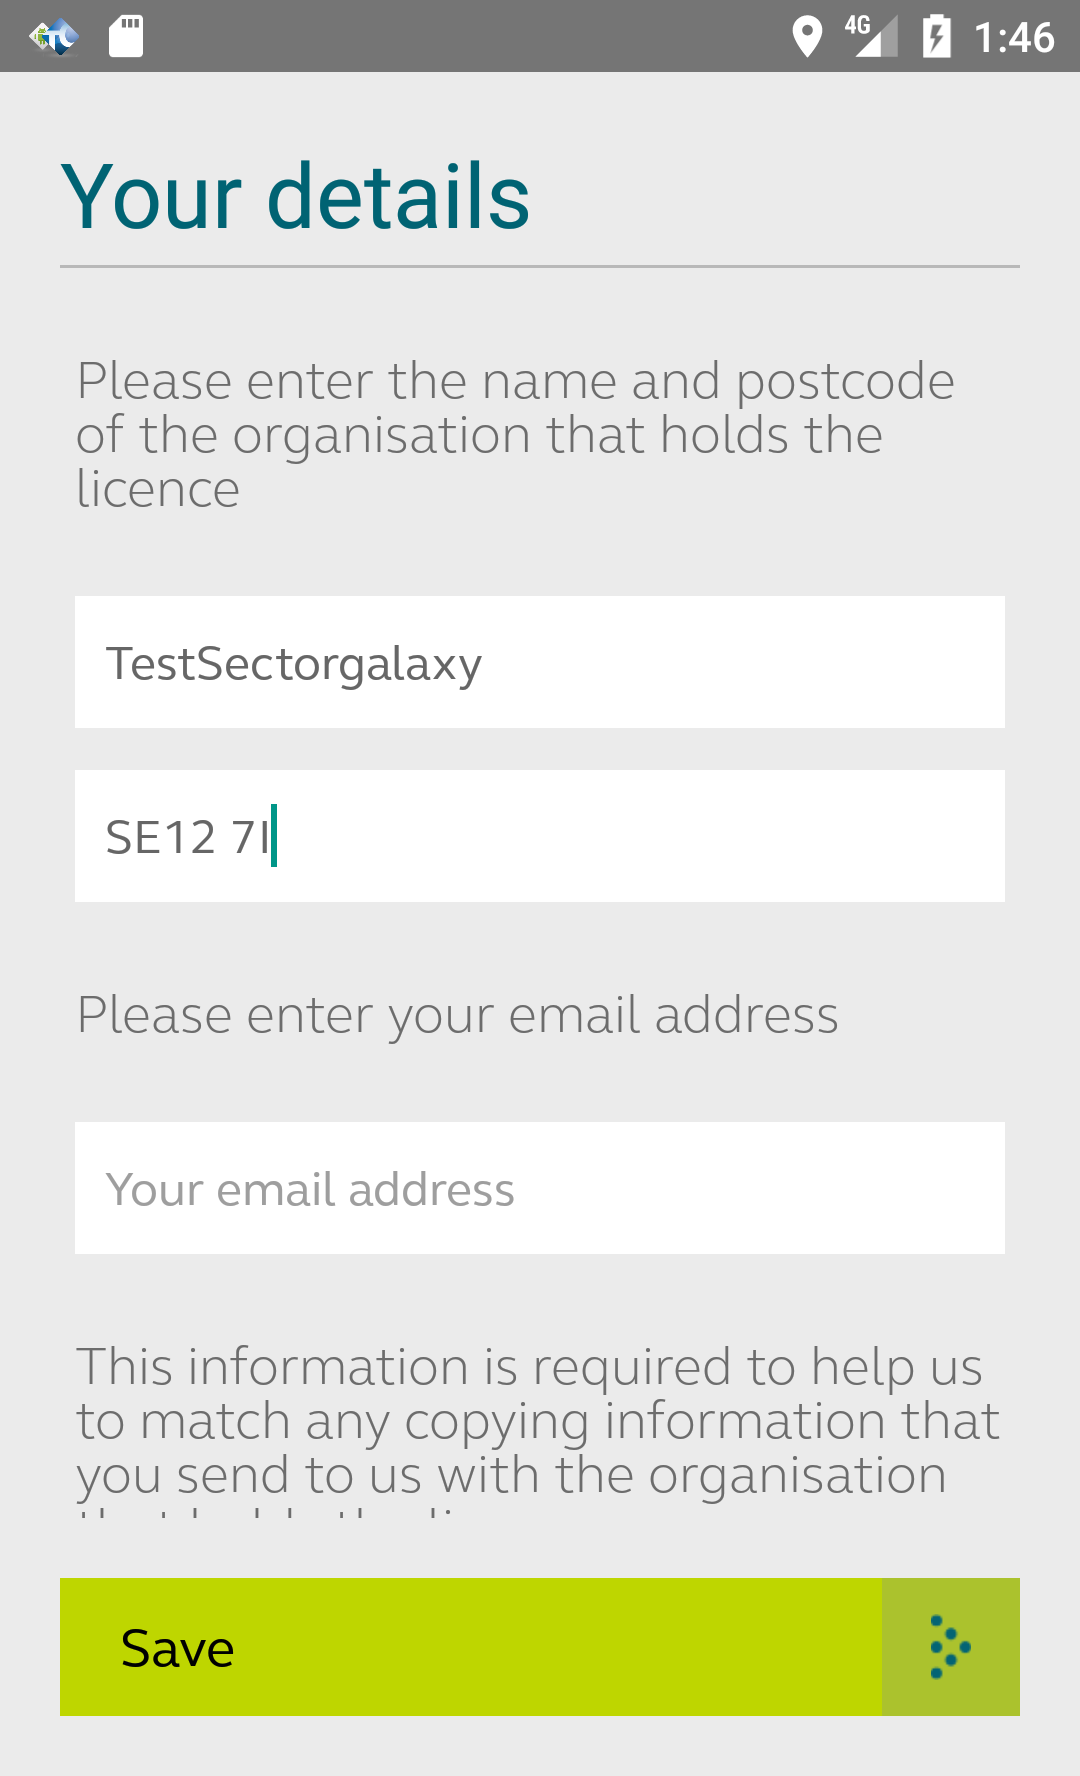 4G 1:46
Your details
Please enter the name and postcode
of the organisation that holds the
licence
TestSectorgalaxy
SE12 7I
Please enter your email address
Your email address
This information is required to help us
to match any copying information that
you send to us with the organisation
Save